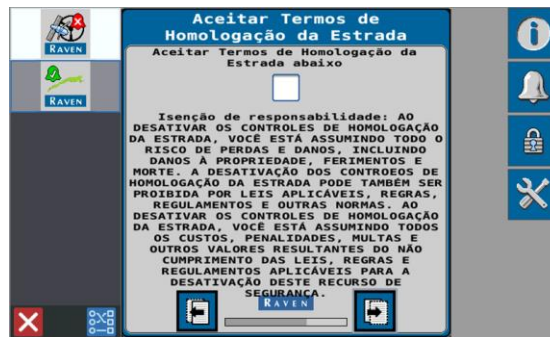 Aceitar Termos de
Homologação da Estrada
Aceitar Termos de Homologação da
Estrada abaixo
Isenção de responsabilidade: AO
DESATIVAR OS CONTROLES DE HOMOLOGAÇÃO
DA ESTRADA, VOCÊ ESTÁ ASSUMINDO TODO O
RISCO DE PERDAS E DANOS, INCLUINDO
DANOS À PROPRIEDADE, FERIMENTOS E
MORTE. A DESATIVAÇÃO DOS CONTROEOS DE
HOMOLOGAÇÃO DA ESTRADA PODE TAMBÉM SER
PROIBIDA POR LEIS APLICÁVEIS, REGRAS,
REGULAMENTOS E OUTRAS NORMAS. AO
DESATIVAR OS CONTROLES DE HOMOLOGAÇÃO
DA ESTRADA, VOCÊ ESTÁ ASSUMINDO TODOS
OS CUSTOS, PENALIDADES, MULTAS E
OUTROS VALORES RESULTANTES DO NÃO
CUMPRIMENTO DAS LEIS, REGRAS E
REGULAMENTOS APLICÁVEIS PARA A
DESATIVAÇÃO DESTE RECURSO DE
SEGURANÇA.
RAVEN
RAVEN
RAVEN